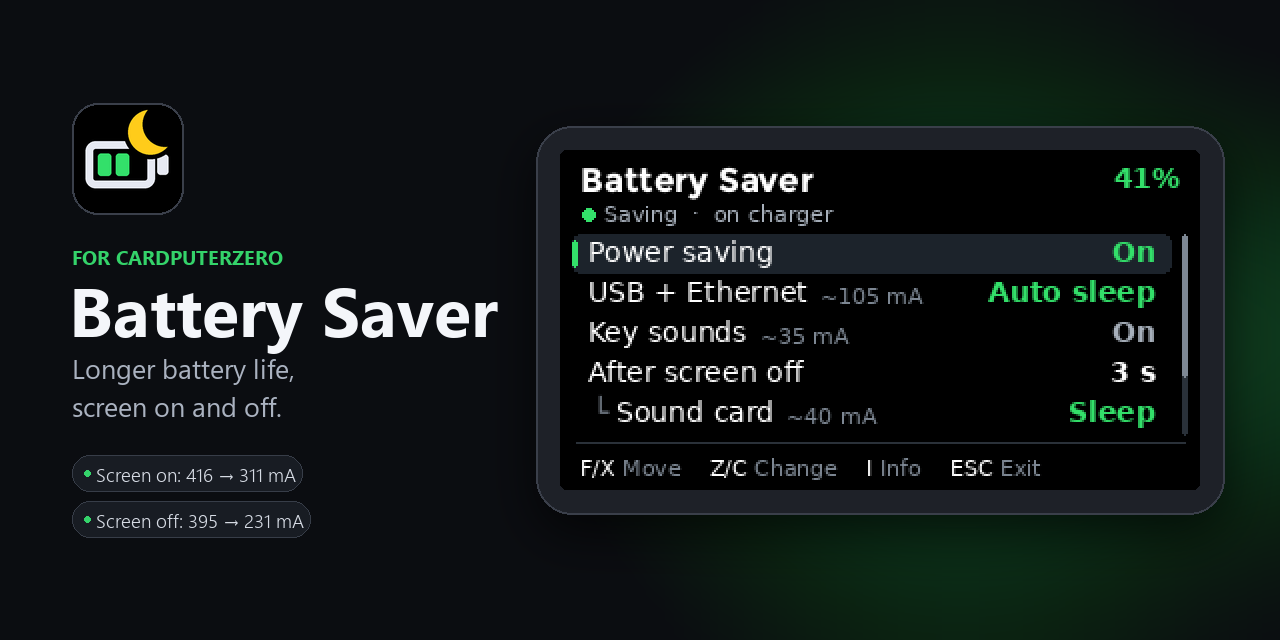 FOR CARDPUTERZERO
Battery Saver
Longer battery life,
screen on and off.
Screen on: 416 → 311 mA
Screen off: 395 → 231 mA
Battery Saver 41%
Saving · on charger
Power saving On
USB + Ethernet ~105 mA Auto sleep
Key sounds ~35 mA On
After screen off 3 s
└ Sound card ~40 mA Sleep
F/X Move Z/C Change I Info ESC Exit